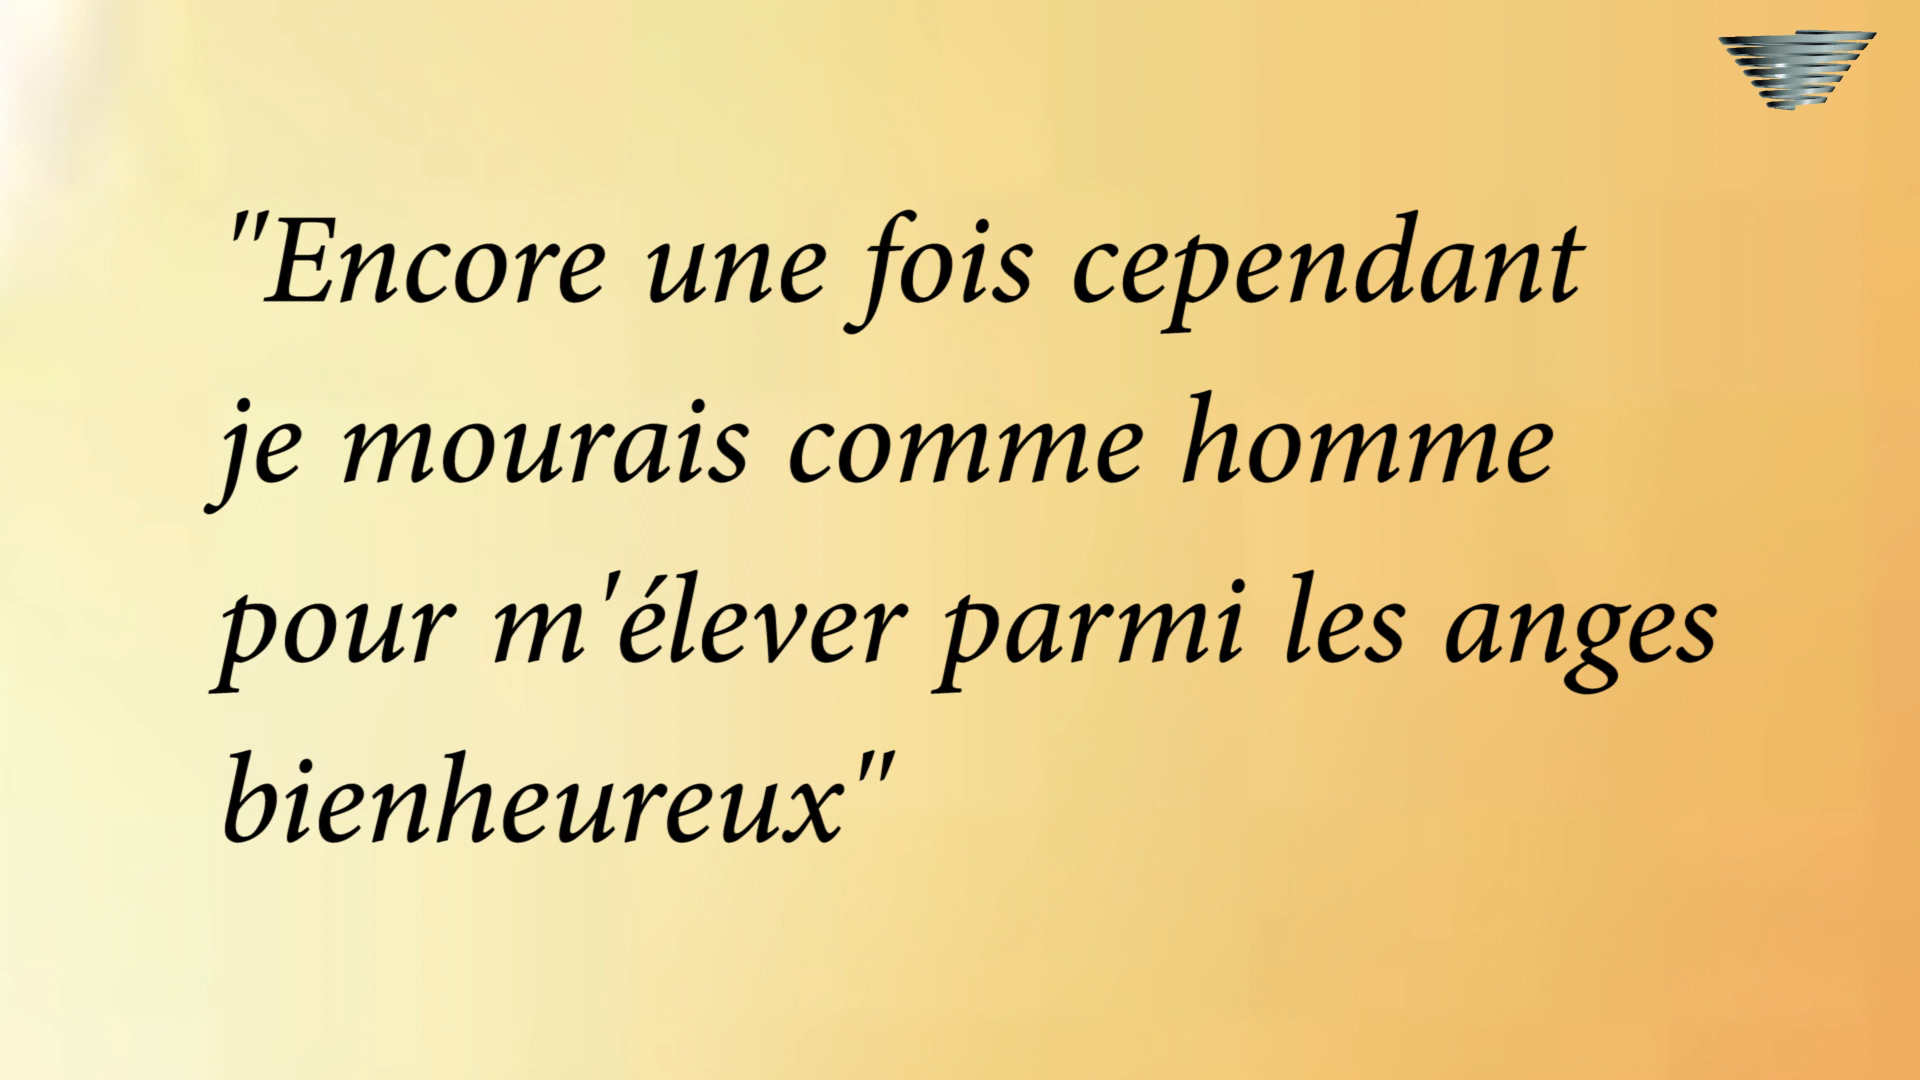 "Encore une fois cependant
je mourais comme homme
pour m'élever parmi les anges
bienheureux"